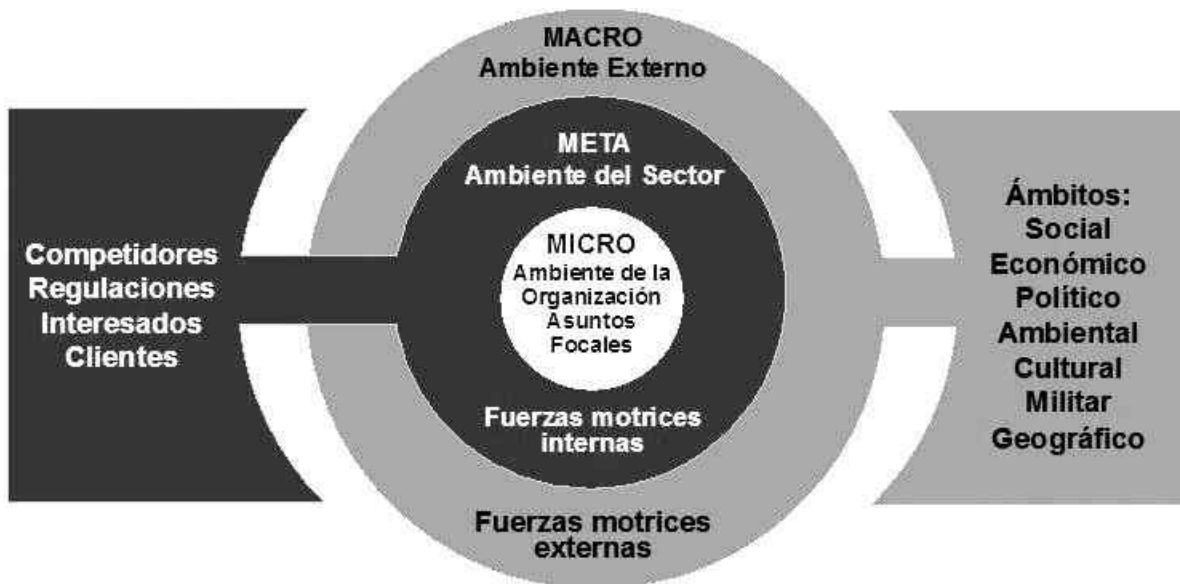 MACRO
Ambiente Externo
META
Ambiente del Sector
MICRO
Ambiente de la
Organización
Asuntos
Focales
Fuerzas motrices
internas
Fuerzas motrices
externas
Competidores
Regulaciones
Interesados
Clientes
Ámbitos:
Social
Económico
Político
Ambiental
Cultural
Militar
Geográfico